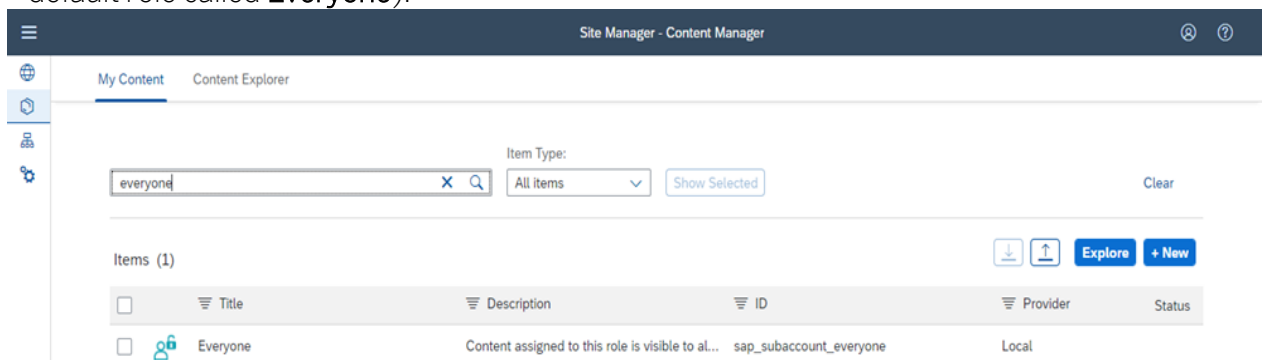 default role called Everyone).
Site Manager - Content Manager
My Content Content Explorer
Item Type:
everyone All items Show Selected Clear
Items (1) Explore + New
Title Description ID Provider Status
Everyone Content assigned to this role is visible to al... sap_subaccount_everyone Local